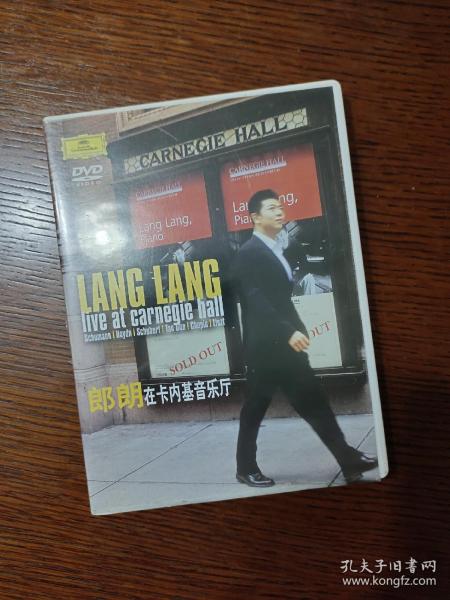 DVD
VIDEO
CARNEGIE HALL
CARNEGIE HALL
Lang Lang,
Piano
CARNEGIE HALL
Lang Lang,
Piano
LANG LANG
live at carnegie hall
Schumann | Haydn | Schubert | Tan Dun | Chopin | Liszt
SOLD OUT
SOLD OUT
郎朗在卡内基音乐厅
孔夫子旧书网
www.kongfz.com